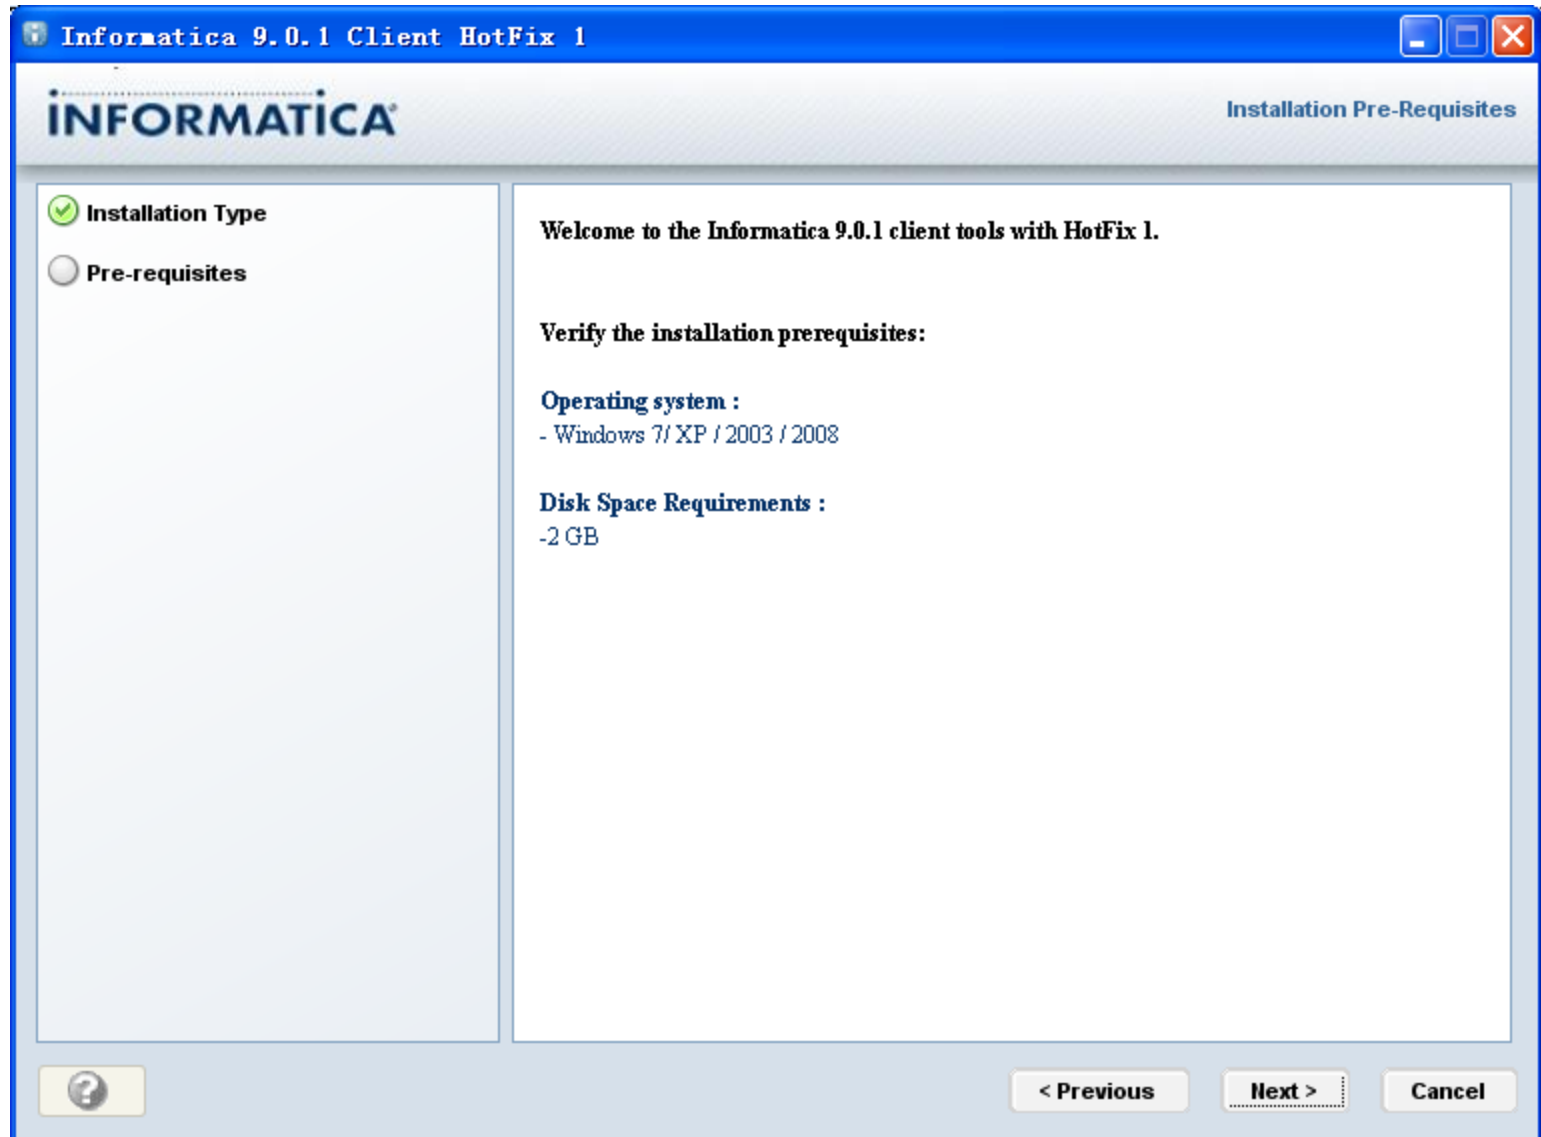 Informatica 9.0.1 Client HotFix 1
INFORMATICA
Installation Pre-Requisites
Installation Type
Pre-requisites
Welcome to the Informatica 9.0.1 client tools with HotFix 1.
Verify the installation prerequisites:
Operating system :
- Windows 7/ XP / 2003 / 2008
Disk Space Requirements :
-2 GB
?
< Previous
Next >
Cancel